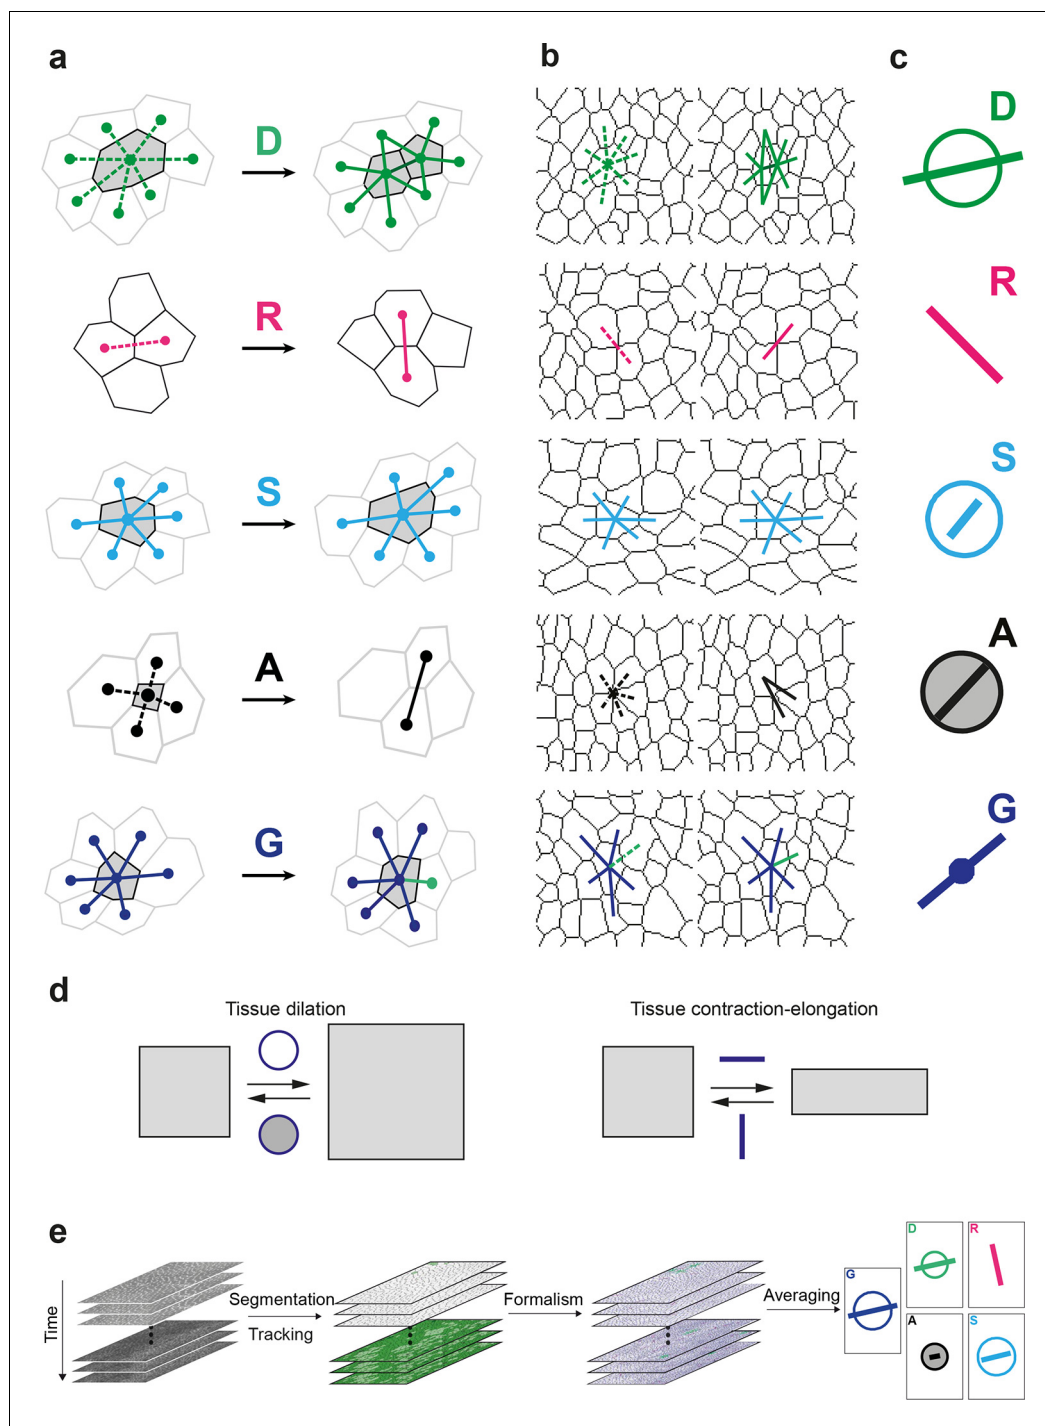 a
b
c
D
D
R
R
S
S
A
A
G
G
d
Tissue dilation
Tissue contraction-elongation
e
Time
Segmentation
Tracking
Formalism
Averaging
G
D
R
A
S